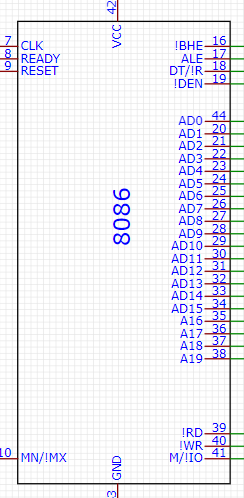 42
VCC
7 CLK
8 READY
9 RESET
!BHE 16
ALE 17
DT/!R 18
!DEN 19
AD0 44
AD1 20
AD2 21
AD3 22
AD4 23
AD5 24
AD6 25
AD7 26
AD8 27
AD9 28
AD10 29
AD11 30
AD12 31
AD13 32
AD14 33
AD15 34
A16 35
A17 36
A18 37
A19 38
8086
!RD 39
!WR 40
M/!IO 41
10 MN/!MX
GND
3